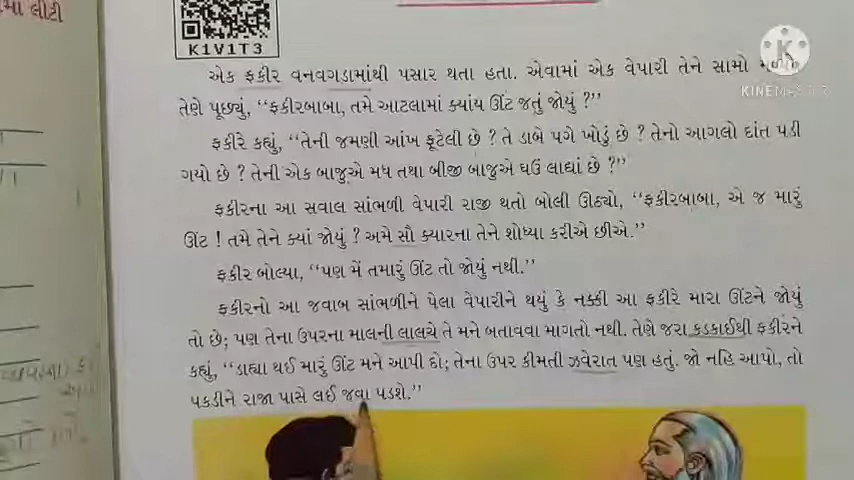 મા લીટી
K1V1T3
એક ફકીર વનવગડામાંથી પસાર થતા હતા. એવામાં એક વેપારી તેને સામો
KINEMASTER
તેણે પૂછ્યું, “ફકીરબાબા, તમે આટલામાં ક્યાંય ઊંટ જતું જોયું ?”
ફકીરે કહ્યું, “તેની જમણી આંખ ફૂટેલી છે ? તે ડાબે પગે ખોડું છે ? તેનો આગલો દાંત પડી
ગયો છે ? તેની એક બાજુએ મધ તથા બીજી બાજુએ ઘઉં લાદ્યાં છે ?”
ફકીરના આ સવાલ સાંભળી વેપારી રાજી થતો બોલી ઊઠ્યો, “ફકીરબાબા, એ જ મારું
ઊંટ ! તમે તેને ક્યાં જોયું ? અમે સૌ ક્યારના તેને શોધ્યા કરીએ છીએ.”
ફકીર બોલ્યા, “પણ મેં તમારું ઊંટ તો જોયું નથી.”
ફકીરનો આ જવાબ સાંભળીને પેલા વેપારીને થયું કે નક્કી આ ફકીરે મારા ઊંટને જોયું
તો છે; પણ તેના ઉપરના માલની લાલચે તે મને બતાવવા માગતો નથી. તેણે જરા કડકાઈથી ફકીરને
કહ્યું, “ડાહ્યા થઈ મારું ઊંટ મને આપી દો; તેના ઉપર કીમતી ઝવેરાત પણ હતું. જો નહિ આપો, તો
પકડીને રાજા પાસે લઈ જવા પડશે.”